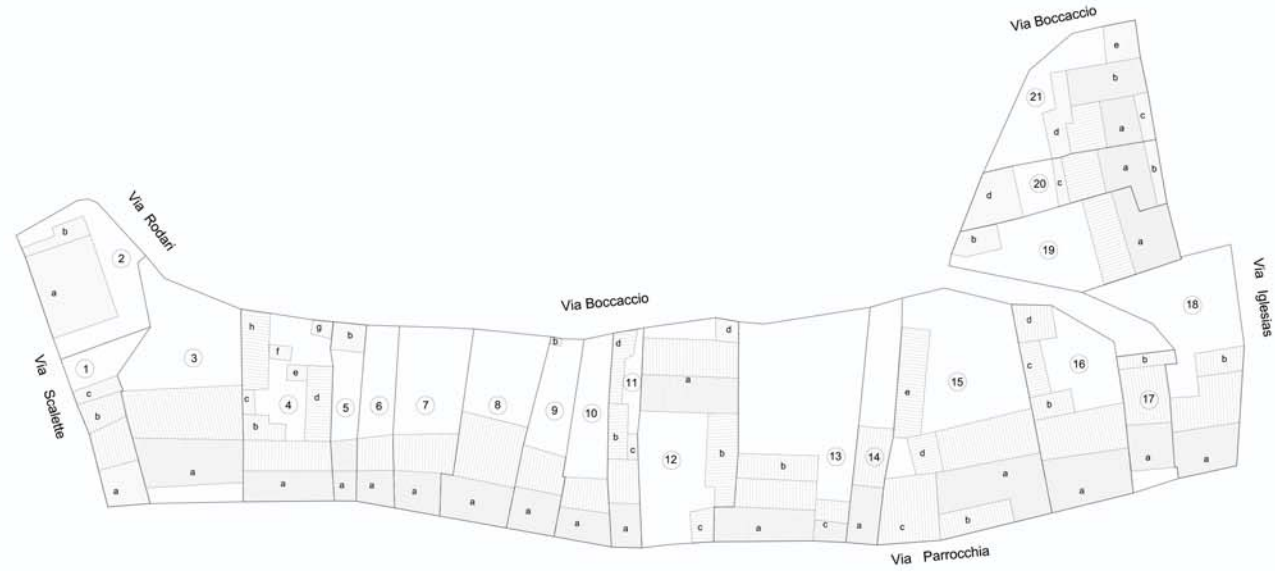 Via Boccaccio
e
b
21
a
c
d
a
b
20
c
d
Via Rodari
b
2
a
b
19
a
Via Iglesias
18
Via Boccaccio
h
g
b
b
d
d
d
f
11
c
16
1
3
e
a
15
b
b
c
c
4
d
5
6
7
8
9
10
e
b
17
Via Scalette
b
b
b
c
12
b
b
13
14
d
a
a
a
a
a
a
a
a
a
a
a
a
a
c
a
c
a
c
b
a
a
Via Parrocchia